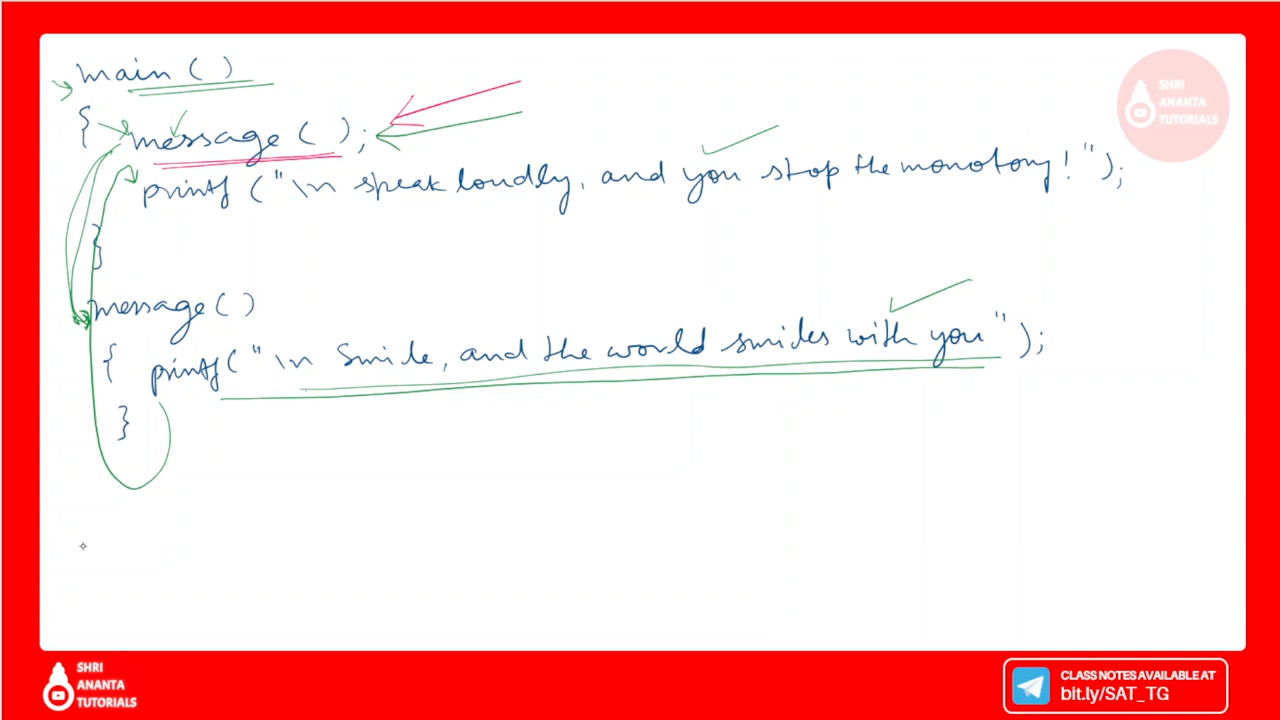 main ( )
{ message ( );
printf ("\n speak loudly, and you stop the monotony ! ");
}
message ( )
{ printf ("\n Smile, and the world smiles with you " );
}
SHRI
ANANTA
TUTORIALS
SHRI
ANANTA
TUTORIALS
CLASS NOTES AVAILABLE AT
bit.ly/SAT_TG